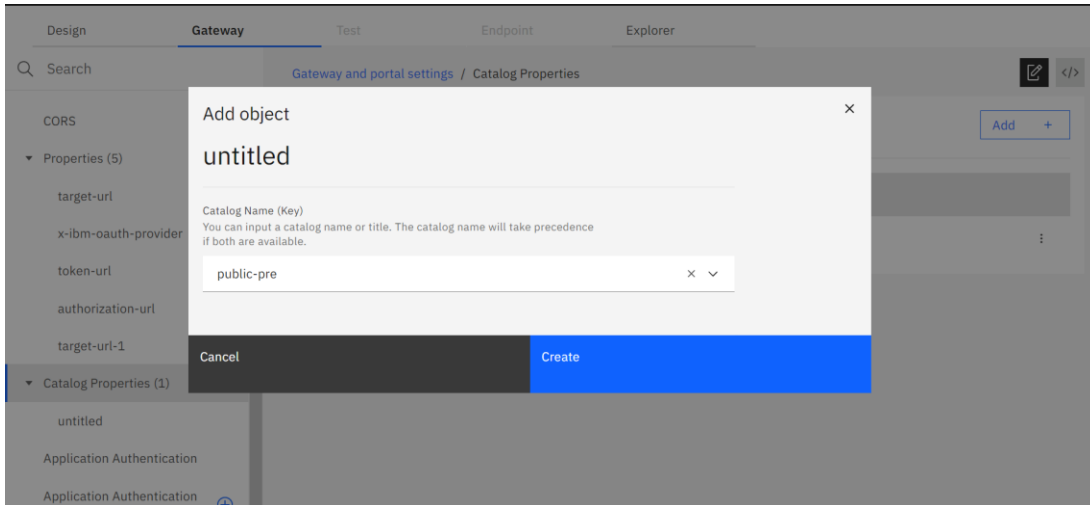 Design
Gateway
Test
Endpoint
Explorer
Search
Gateway and portal settings / Catalog Properties
</>
CORS
Properties (5)
target-url
x-ibm-oauth-provider
token-url
authorization-url
target-url-1
Catalog Properties (1)
untitled
Application Authentication
Application Authentication
Add +
Add object
untitled
Catalog Name (Key)
You can input a catalog name or title. The catalog name will take precedence
if both are available.
public-pre
Cancel
Create